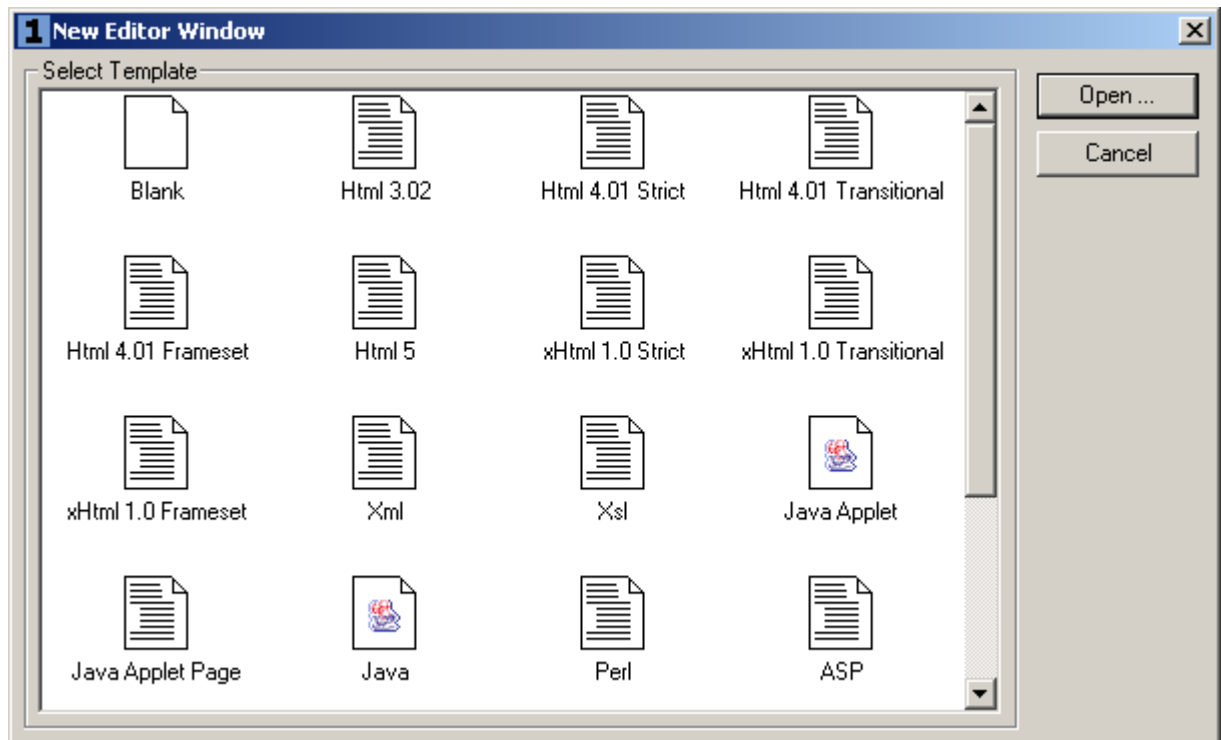 1 New Editor Window
Select Template
Open ...
Cancel
Blank
Html 3.02
Html 4.01 Strict
Html 4.01 Transitional
Html 4.01 Frameset
Html 5
xHtml 1.0 Strict
xHtml 1.0 Transitional
xHtml 1.0 Frameset
Xml
Xsl
Java Applet
Java Applet Page
Java
Perl
ASP